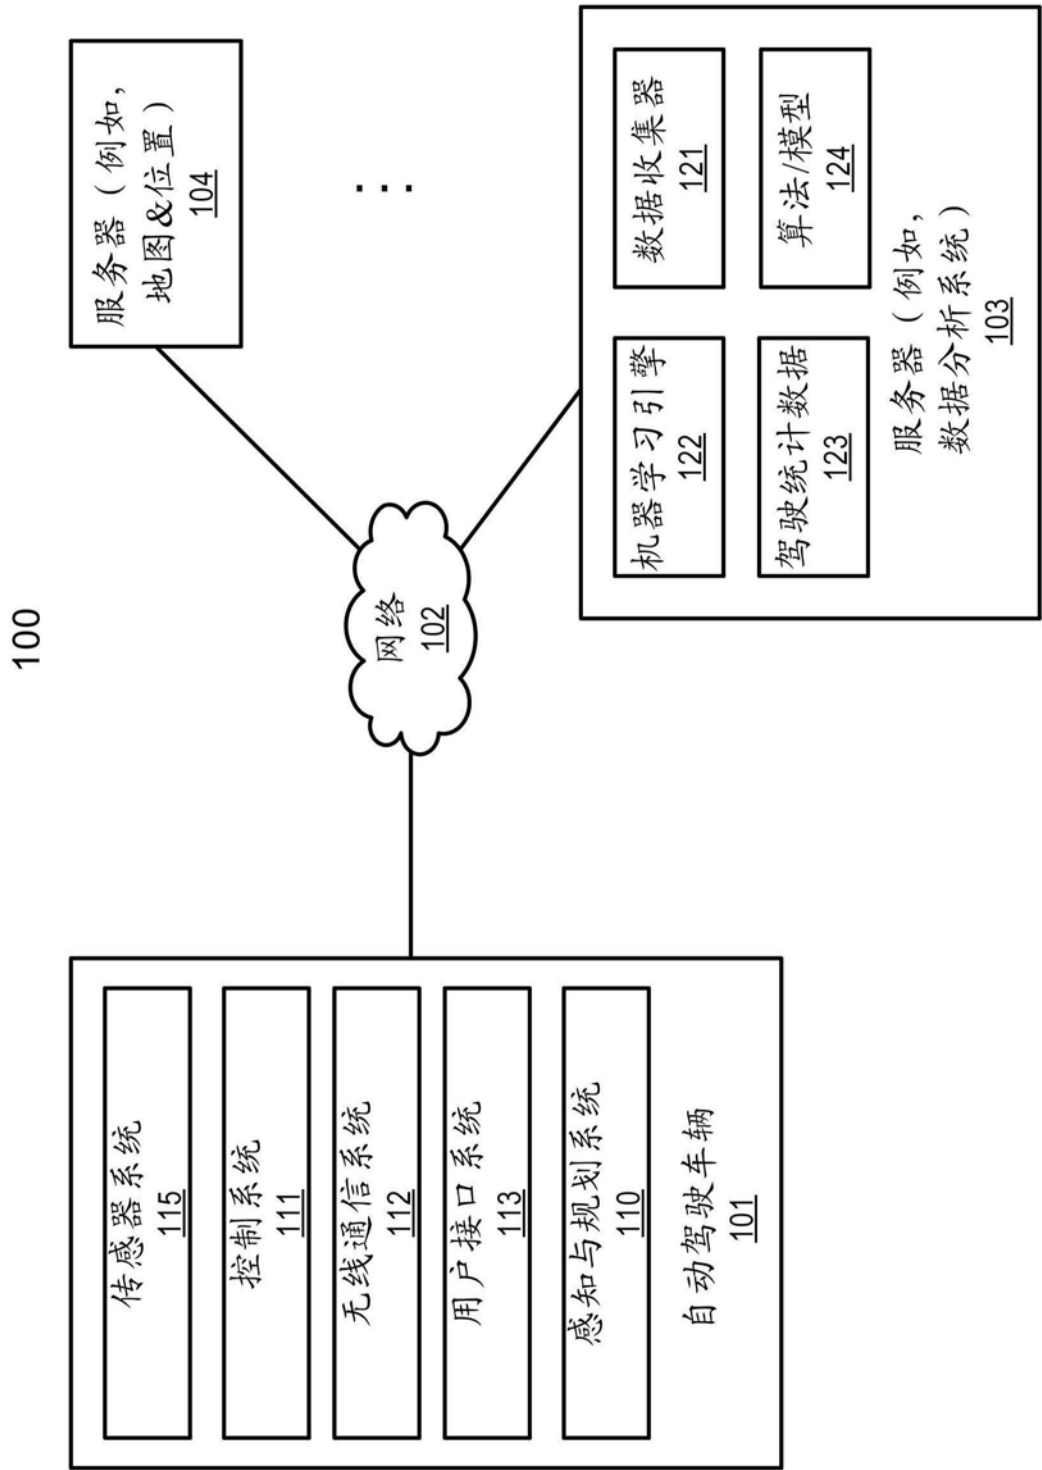 100
传感器系统
115
控制系统
111
无线通信系统
112
用户接口系统
113
感知与规划系统
110
自动驾驶车辆
101
网络
102
服务器（例如，
地图&位置）
104
...
机器学习引擎
122
数据收集器
121
驾驶统计数据
123
算法/模型
124
服务器（例如，
数据分析系统）
103